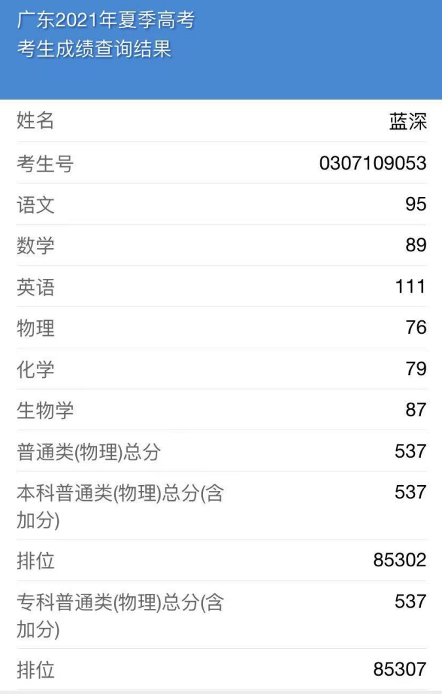 广东2021年夏季高考
考生成绩查询结果
姓名 蓝深
考生号 0307109053
语文 95
数学 89
英语 111
物理 76
化学 79
生物学 87
普通类(物理)总分 537
本科普通类(物理)总分(含 537
加分)
排位 85302
专科普通类(物理)总分(含 537
加分)
排位 85307